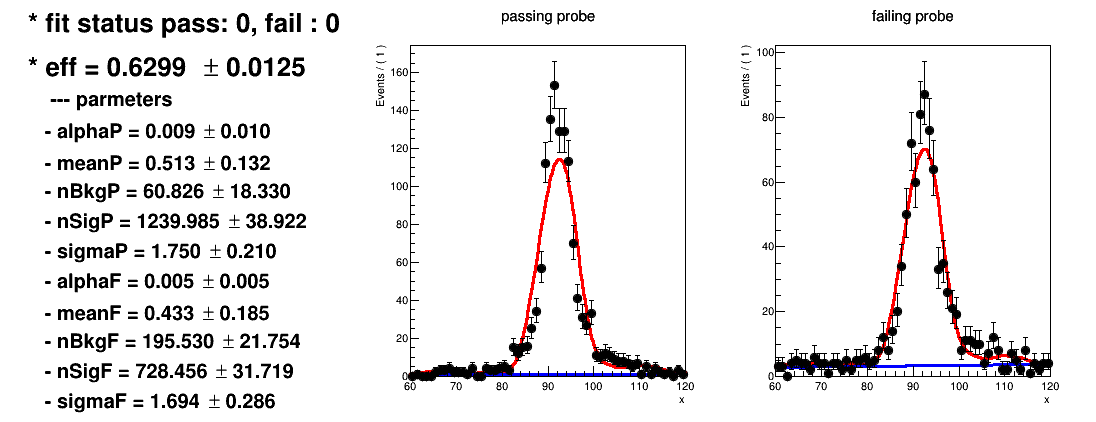 * fit status pass: 0, fail : 0
* eff = 0.6299 ± 0.0125
--- parmeters
- alphaP = 0.009 ± 0.010
- meanP = 0.513 ± 0.132
- nBkgP = 60.826 ± 18.330
- nSigP = 1239.985 ± 38.922
- sigmaP = 1.750 ± 0.210
- alphaF = 0.005 ± 0.005
- meanF = 0.433 ± 0.185
- nBkgF = 195.530 ± 21.754
- nSigF = 728.456 ± 31.719
- sigmaF = 1.694 ± 0.286
passing probe
Events / ( 1 )
160
140
120
100
80
60
40
20
0
60 70 80 90 100 110 120
x
failing probe
Events / ( 1 )
100
80
60
40
20
0
60 70 80 90 100 110 120
x